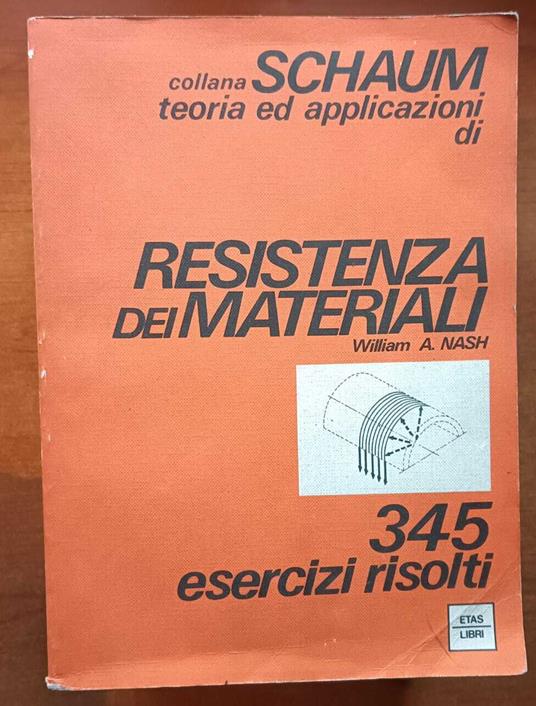 collana SCHAUM
teoria ed applicazioni
di
RESISTENZA
DEI MATERIALI
William A. NASH
345
esercizi risolti
ETAS
LIBRI